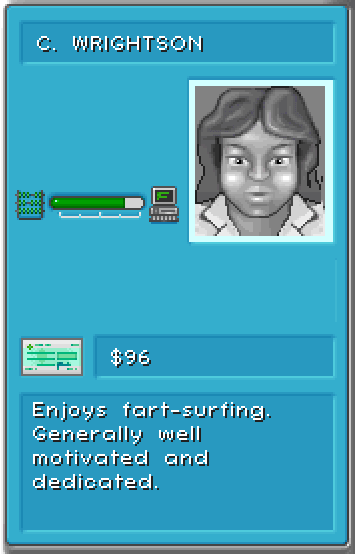 C. WRIGHTSON
$96
Enjoys fart-surfing.
Generally well
motivated and
dedicated.